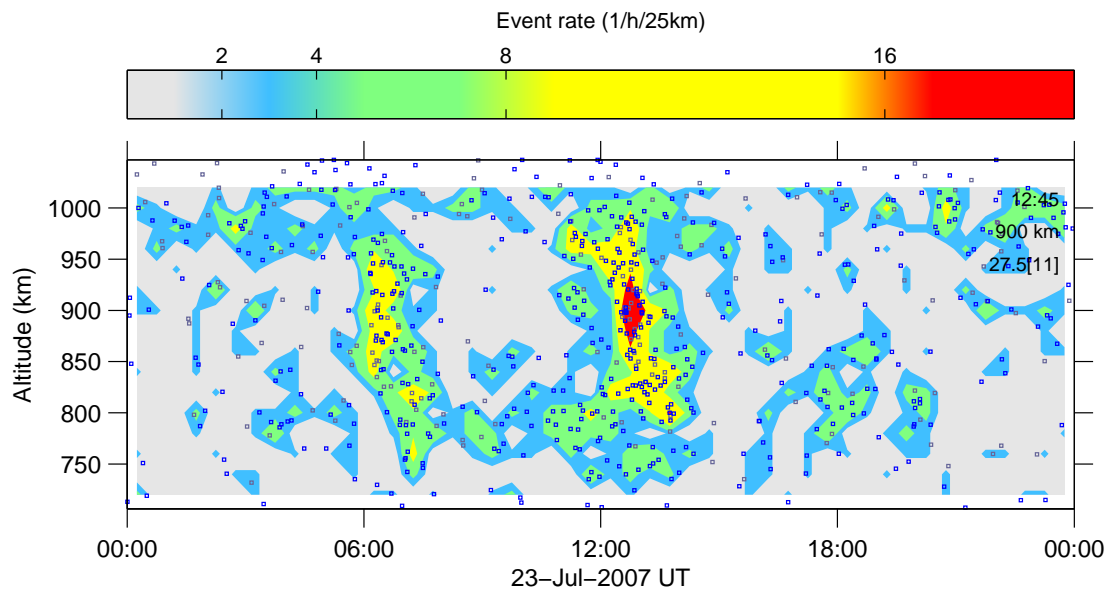 Event rate (1/h/25km)
2 4 8 16
Altitude (km)
1000
950
900
850
800
750
12:45
900 km
27.5[11]
00:00 06:00 12:00 18:00 00:00
23−Jul−2007 UT